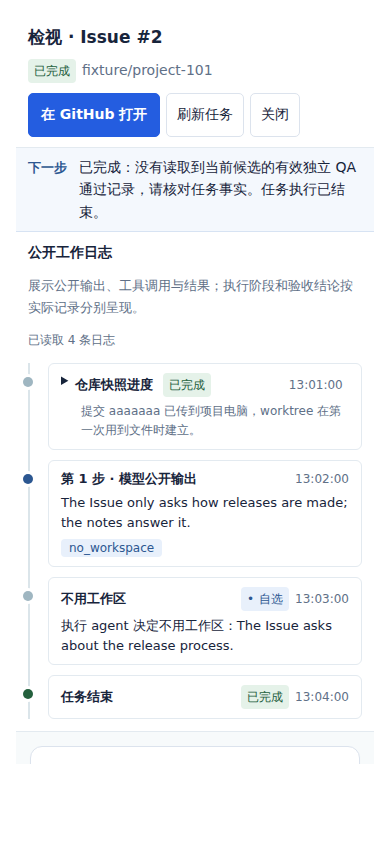 检视 · Issue #2
已完成 fixture/project-101
在 GitHub 打开 刷新任务 关闭
下一步 已完成：没有读取到当前候选的有效独立 QA
通过记录，请核对交付事实。任务执行已结
束。
公开工作日志
展示公开输出、工具调用与结果；执行阶段和验收结论按
实际记录分别呈现。
已读取 4 条日志
▶ 仓库快照进度 已完成 13:01:00
提交 aaaaaaa 已传到项目电脑，worktree 在第
一次用到文件时建立。
第 1 步 · 模型公开输出 13:02:00
The Issue only asks how releases are made;
the notes answer it.
no_workspace
不用工作区 • 自选 13:03:00
执行 agent 决定不用工作区：The Issue asks
about the release process.
任务结束 已完成 13:04:00